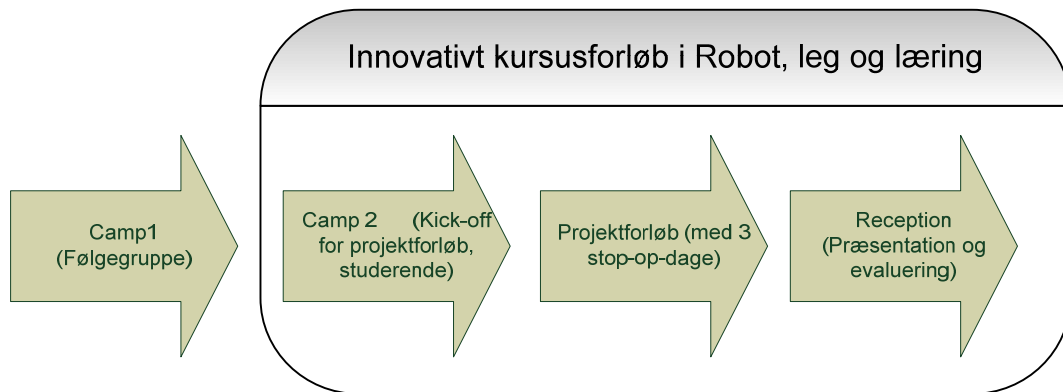 Innovativt kursusforløb i Robot, leg og læring
Camp1
(Følgegruppe)
Camp 2 (Kick-off
for projektforløb,
studerende)
Projektforløb (med 3
stop-op-dage)
Reception
(Præsentation og
evaluering)